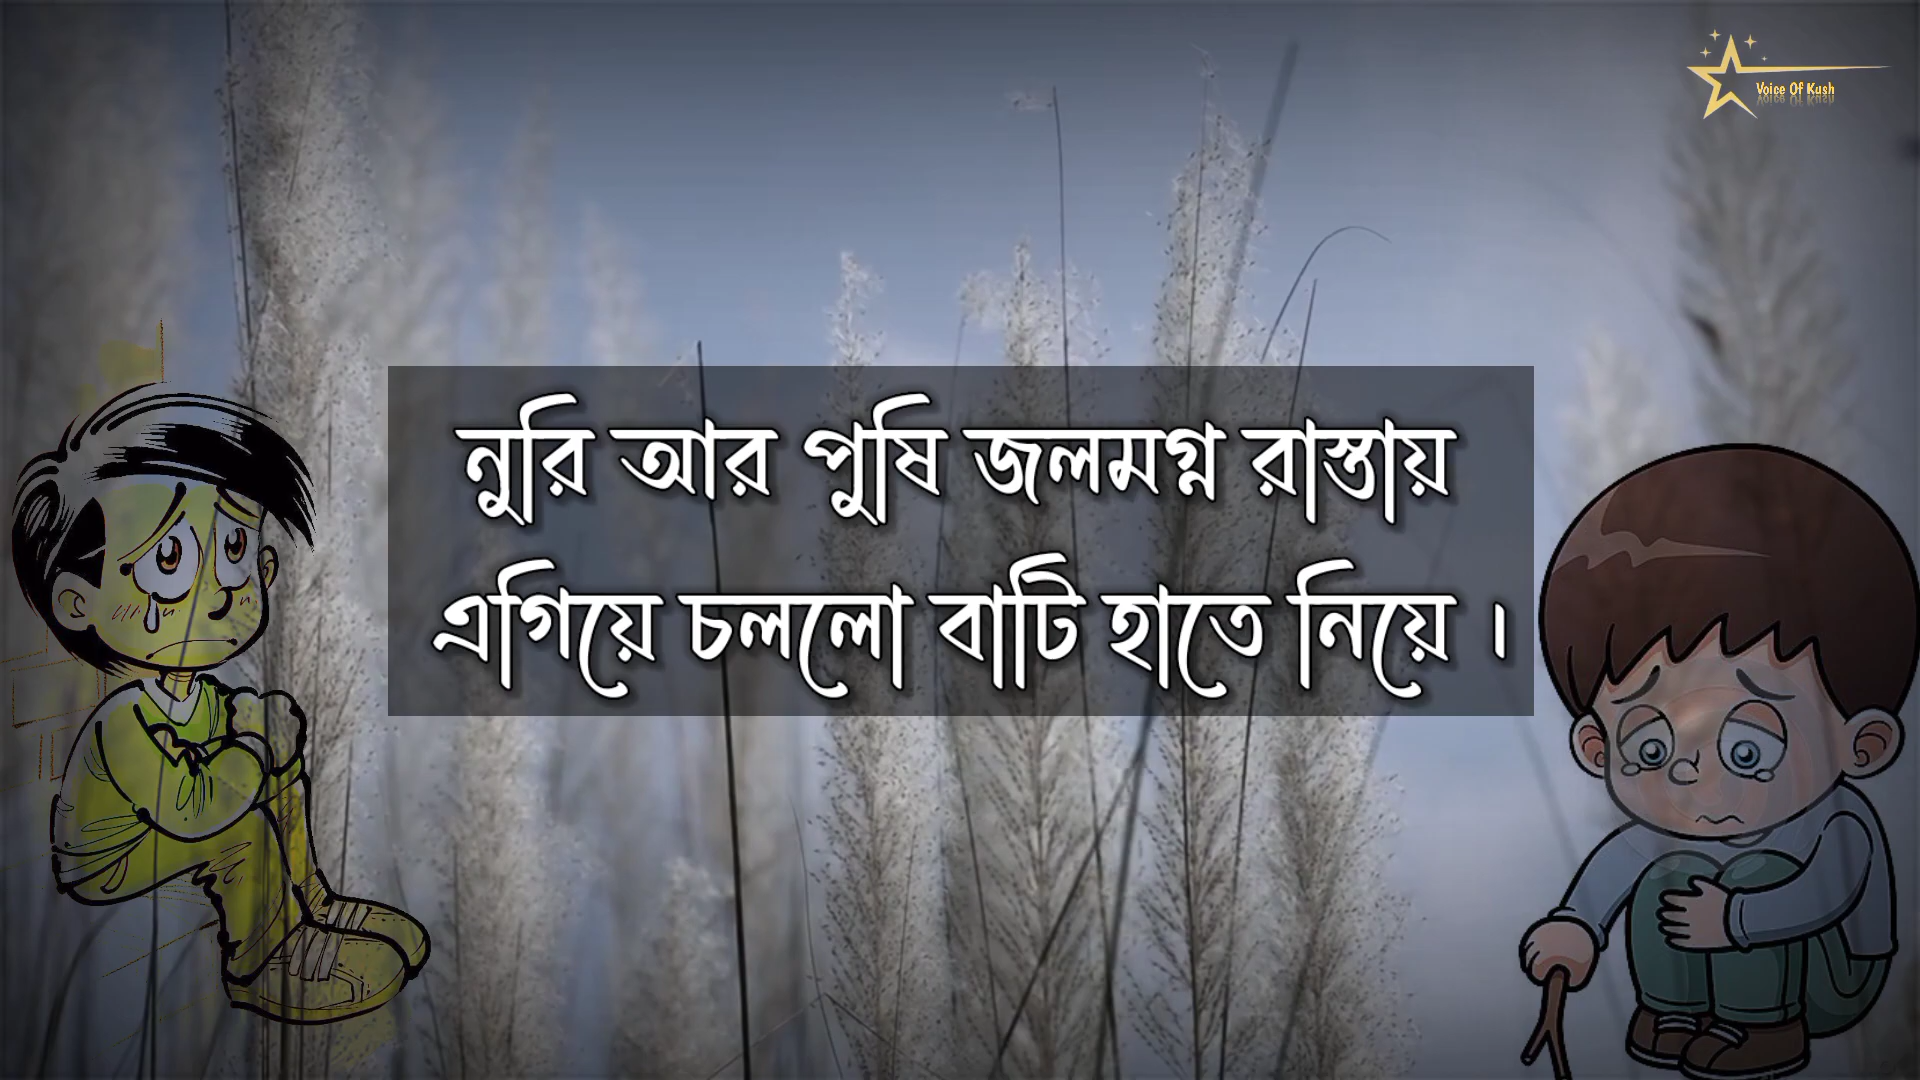 Voice Of Kush
নুরি আর পুষি জলমগ্ন রাস্তায়
এগিয়ে চললো বাটি হাতে নিয়ে ।